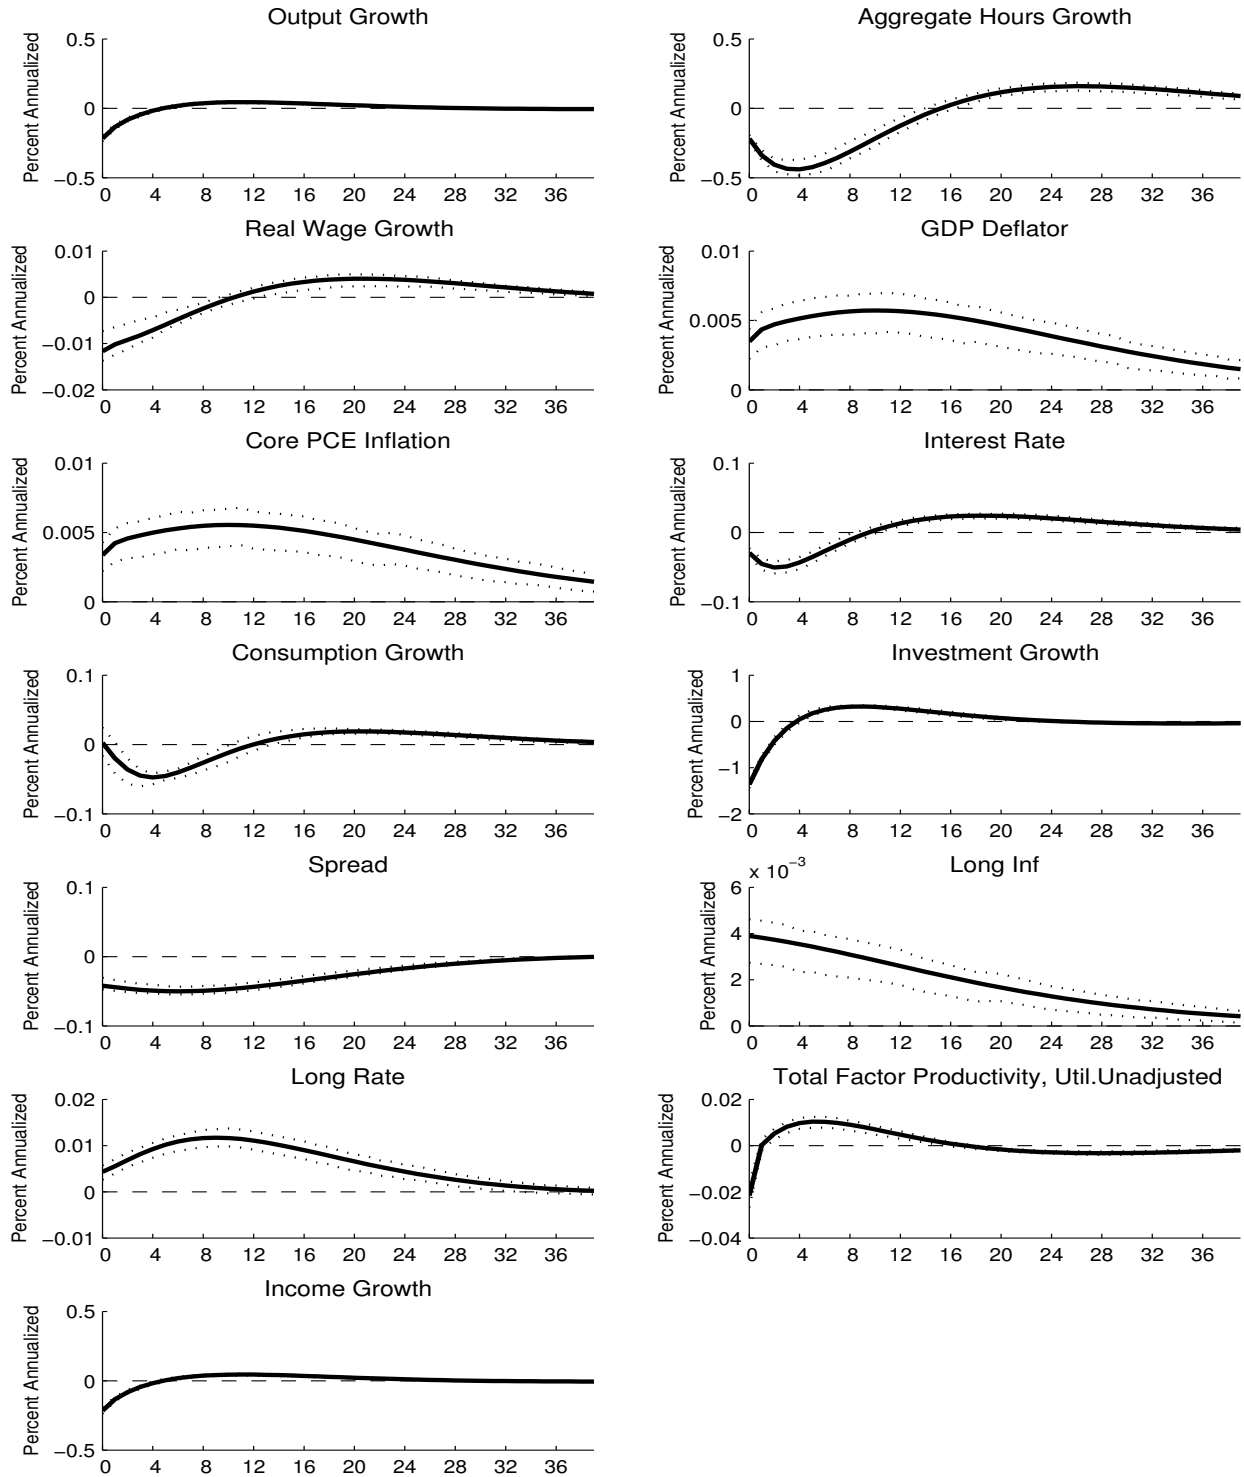 Output Growth
Percent Annualized
0.5
0
−0.5
0 4 8 12 16 20 24 28 32 36
Aggregate Hours Growth
Percent Annualized
0.5
0
−0.5
0 4 8 12 16 20 24 28 32 36
Real Wage Growth
Percent Annualized
0.01
0
−0.01
−0.02
0 4 8 12 16 20 24 28 32 36
GDP Deflator
Percent Annualized
0.01
0.005
0
0 4 8 12 16 20 24 28 32 36
Core PCE Inflation
Percent Annualized
0.01
0.005
0
0 4 8 12 16 20 24 28 32 36
Interest Rate
Percent Annualized
0.1
0
−0.1
0 4 8 12 16 20 24 28 32 36
Consumption Growth
Percent Annualized
0.1
0
−0.1
0 4 8 12 16 20 24 28 32 36
Investment Growth
Percent Annualized
1
0
−1
−2
0 4 8 12 16 20 24 28 32 36
Spread
Percent Annualized
0.1
0
−0.1
0 4 8 12 16 20 24 28 32 36
Long Inf
x 10⁻³
Percent Annualized
6
4
2
0
0 4 8 12 16 20 24 28 32 36
Long Rate
Percent Annualized
0.02
0.01
0
−0.01
0 4 8 12 16 20 24 28 32 36
Total Factor Productivity, Util.Unadjusted
Percent Annualized
0.02
0
−0.02
−0.04
0 4 8 12 16 20 24 28 32 36
Income Growth
Percent Annualized
0.5
0
−0.5
0 4 8 12 16 20 24 28 32 36